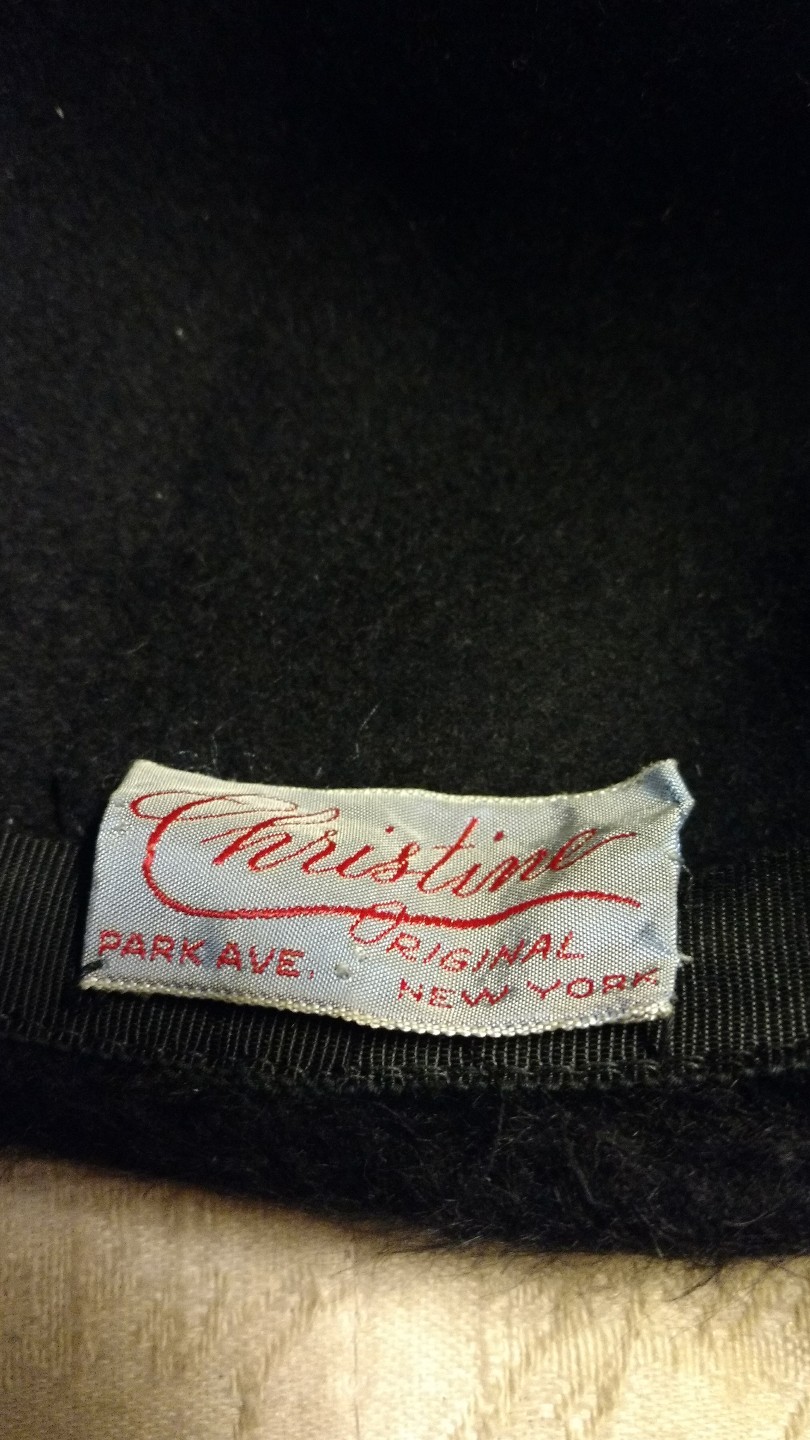 Christine
ORIGINAL
PARK AVE.
NEW YORK